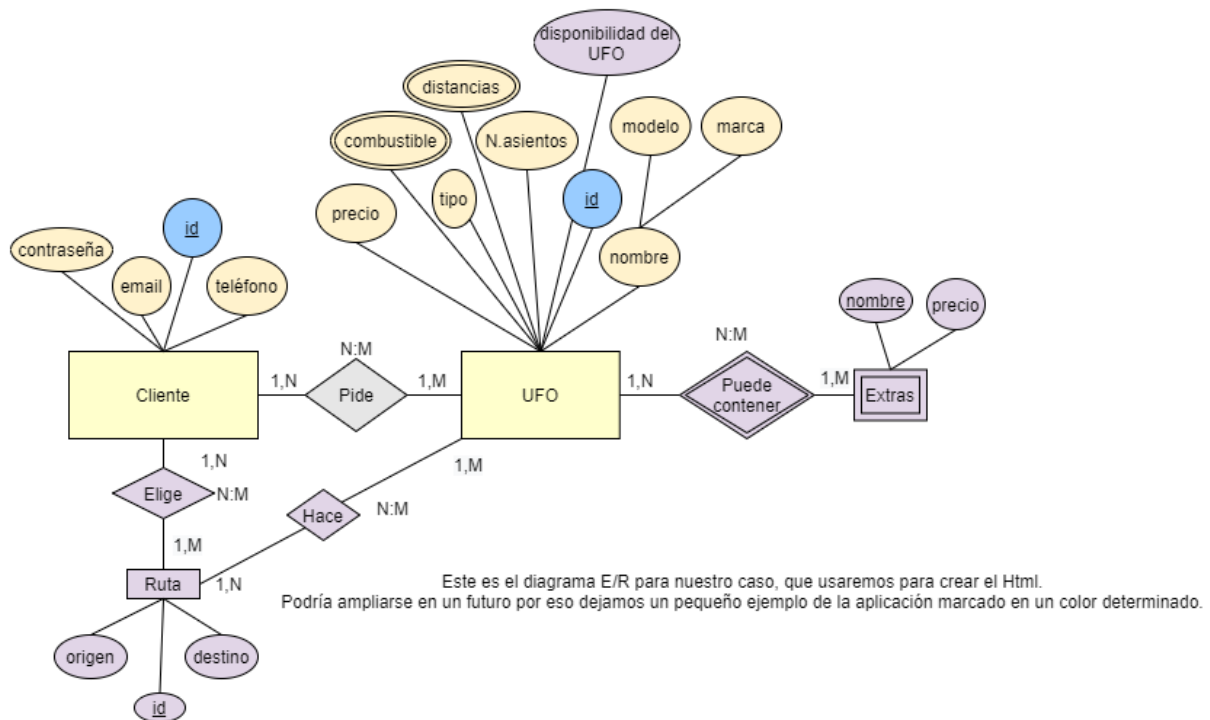 disponibilidad del
UFO
distancias
combustible
N.asientos
modelo
marca
id
tipo
precio
id
contraseña
email
teléfono
nombre
nombre
precio
N:M
N:M
Cliente
1,N
Pide
1,M
UFO
1,N
Puede
contener
1,M
Extras
1,N
1,M
Elige
N:M
Hace
N:M
1,M
Ruta
1,N
Este es el diagrama E/R para nuestro caso, que usaremos para crear el Html.
Podría ampliarse en un futuro por eso dejamos un pequeño ejemplo de la aplicación marcado en un color determinado.
origen
destino
id